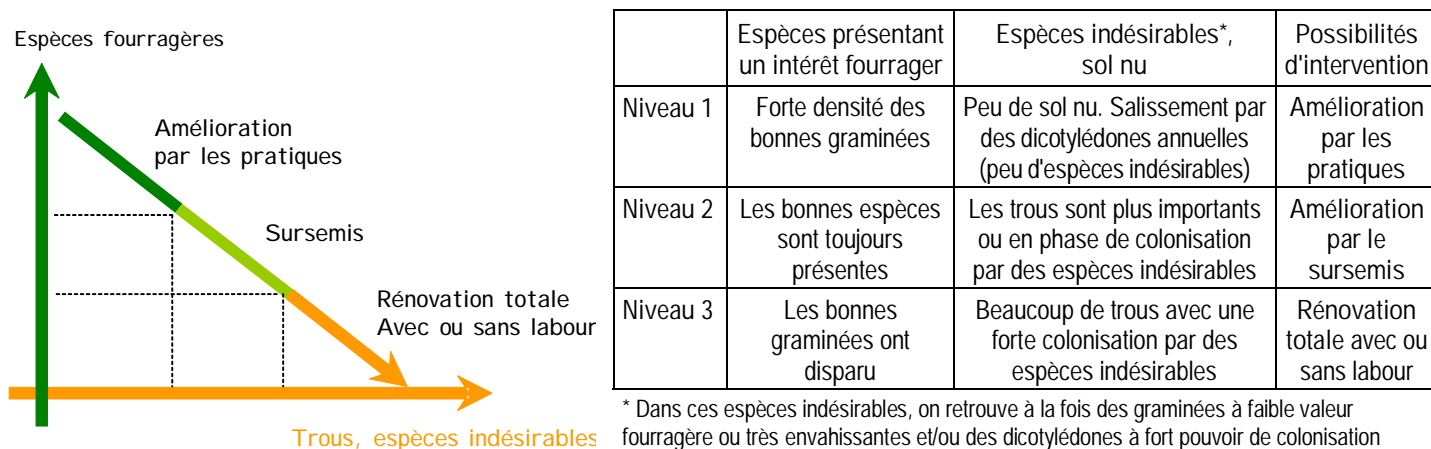 Espèces fourragères
Amélioration
par les pratiques
Sursemis
Rénovation totale
Avec ou sans labour
Trous, espèces indésirables
Espèces présentant
un intérêt fourrager
Espèces indésirables*,
sol nu
Possibilités
d'intervention
Niveau 1
Forte densité des
bonnes graminées
Peu de sol nu. Salissement par
des dicotylédones annuelles
(peu d'espèces indésirables)
Amélioration
par les
pratiques
Niveau 2
Les bonnes espèces
sont toujours
présentes
Les trous sont plus importants
ou en phase de colonisation
par des espèces indésirables
Amélioration
par le
sursemis
Niveau 3
Les bonnes
graminées ont
disparu
Beaucoup de trous avec une
forte colonisation par des
espèces indésirables
Rénovation
totale avec ou
sans labour
* Dans ces espèces indésirables, on retrouve à la fois des graminées à faible valeur
fourragère ou très envahissantes et/ou des dicotylédones à fort pouvoir de colonisation